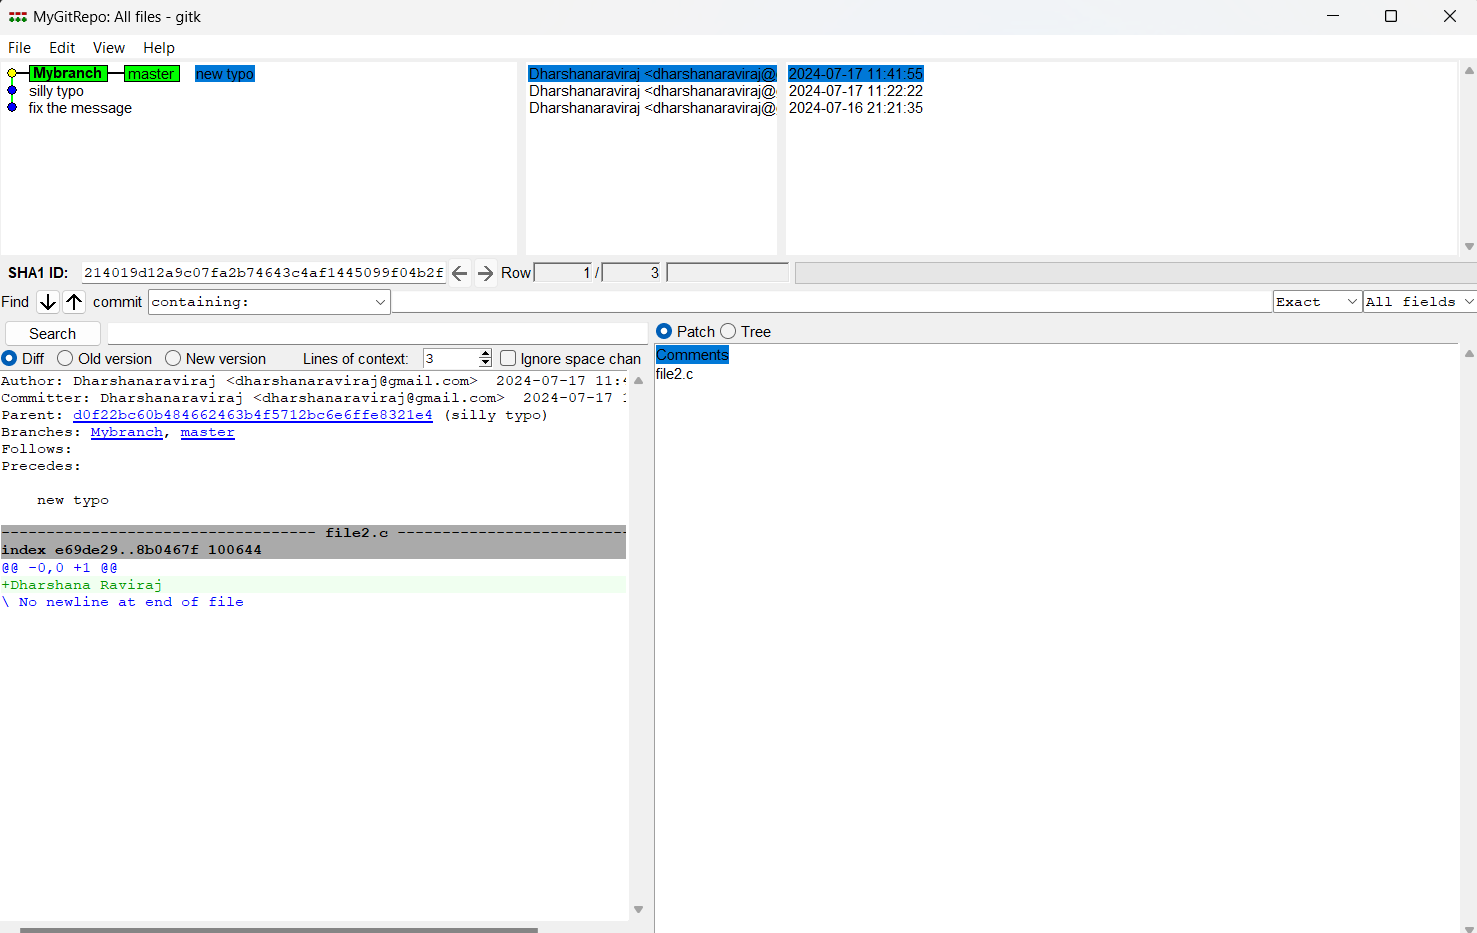 MyGitRepo: All files - gitk
File Edit View Help
Mybranch master new typo Dharshanaraviraj <dharshanaraviraj@ 2024-07-17 11:41:55
silly typo Dharshanaraviraj <dharshanaraviraj@ 2024-07-17 11:22:22
fix the message Dharshanaraviraj <dharshanaraviraj@ 2024-07-16 21:21:35
SHA1 ID: 214019d12a9c07fa2b74643c4af1445099f04b2f Row 1 / 3
Find commit containing: Exact All fields
Search Patch Tree
Diff Old version New version Lines of context: 3 Ignore space chan
Comments
file2.c
Author: Dharshanaraviraj <dharshanaraviraj@gmail.com> 2024-07-17 11:4
Committer: Dharshanaraviraj <dharshanaraviraj@gmail.com> 2024-07-17 1
Parent: d0f22bc60b484662463b4f5712bc6e6ffe8321e4 (silly typo)
Branches: Mybranch, master
Follows:
Precedes:
new typo
----------------------------------- file2.c --------------------------
index e69de29..8b0467f 100644
@@ -0,0 +1 @@
+Dharshana Raviraj
\ No newline at end of file